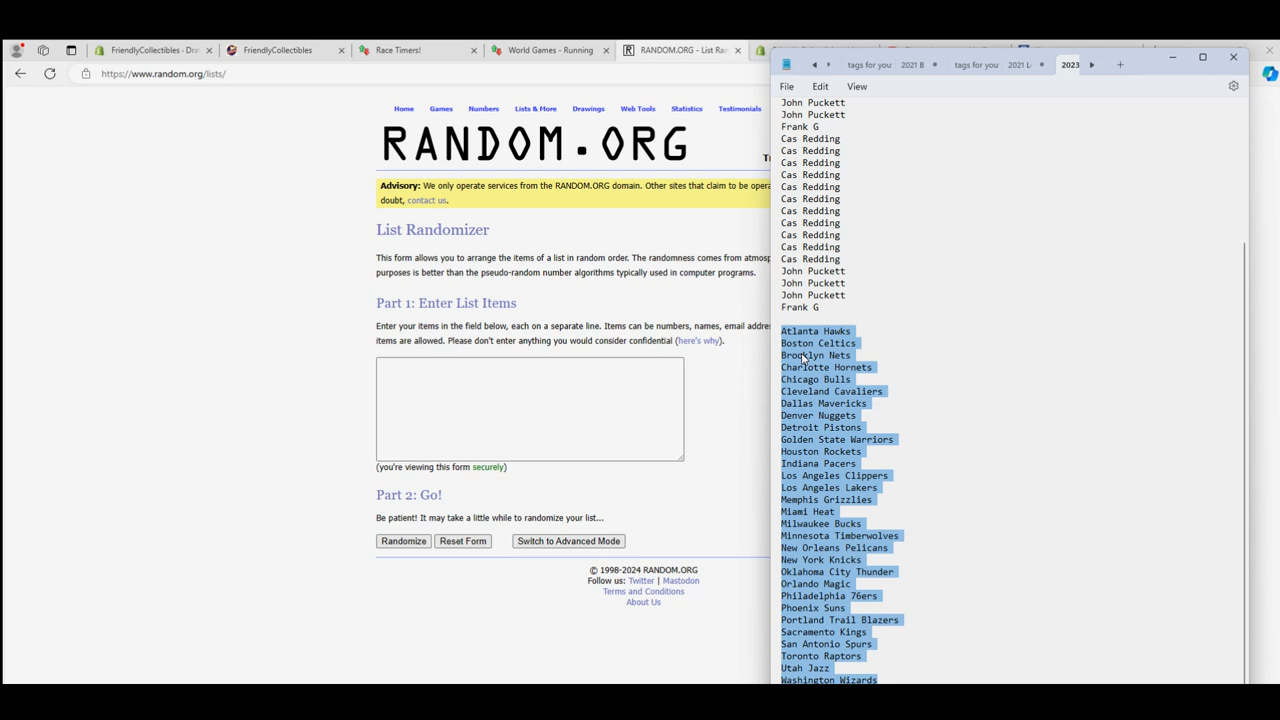 FriendlyCollectibles - Dra
FriendlyCollectibles
Race Timers!
World Games - Running
RANDOM.ORG - List Ran
https://www.random.org/lists/
Home
Games
Numbers
Lists & More
Drawings
Web Tools
Statistics
Testimonials
RANDOM.ORG
Advisory: We only operate services from the RANDOM.ORG domain. Other sites that claim to be opera
doubt, contact us.
List Randomizer
This form allows you to arrange the items of a list in random order. The randomness comes from atmosp
purposes is better than the pseudo-random number algorithms typically used in computer programs.
Part 1: Enter List Items
Enter your items in the field below, each on a separate line. Items can be numbers, names, email addre
items are allowed. Please don't enter anything you would consider confidential (here's why).
(you're viewing this form securely)
Part 2: Go!
Be patient! It may take a little while to randomize your list...
Randomize
Reset Form
Switch to Advanced Mode
© 1998-2024 RANDOM.ORG
Follow us: Twitter | Mastodon
Terms and Conditions
About Us
tags for you
2021 B
tags for you
2021 L
2023
File
Edit
View
John Puckett
John Puckett
Frank G
Cas Redding
Cas Redding
Cas Redding
Cas Redding
Cas Redding
Cas Redding
Cas Redding
Cas Redding
Cas Redding
Cas Redding
Cas Redding
John Puckett
John Puckett
John Puckett
Frank G
Atlanta Hawks
Boston Celtics
Brooklyn Nets
Charlotte Hornets
Chicago Bulls
Cleveland Cavaliers
Dallas Mavericks
Denver Nuggets
Detroit Pistons
Golden State Warriors
Houston Rockets
Indiana Pacers
Los Angeles Clippers
Los Angeles Lakers
Memphis Grizzlies
Miami Heat
Milwaukee Bucks
Minnesota Timberwolves
New Orleans Pelicans
New York Knicks
Oklahoma City Thunder
Orlando Magic
Philadelphia 76ers
Phoenix Suns
Portland Trail Blazers
Sacramento Kings
San Antonio Spurs
Toronto Raptors
Utah Jazz
Washington Wizards